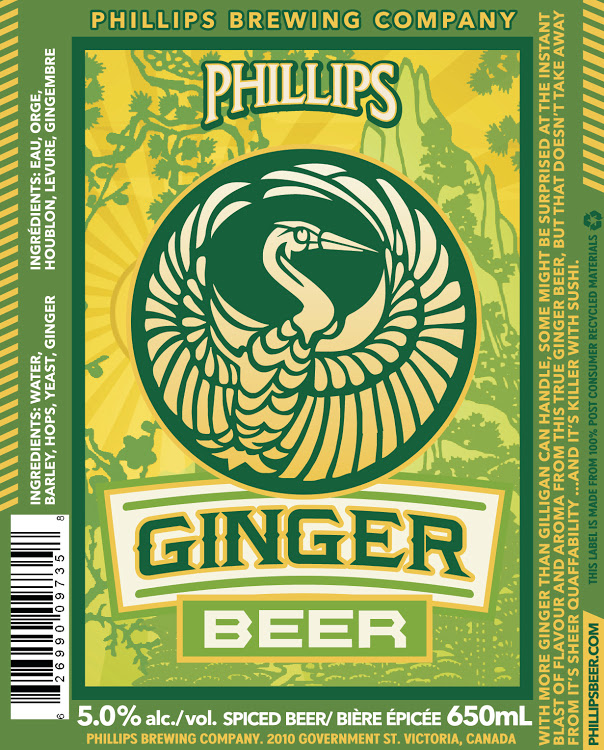 PHILLIPS BREWING COMPANY
PHILLIPS
GINGER
BEER
5.0% alc./vol. SPICED BEER/ BIÈRE ÉPICÉE 650mL
PHILLIPS BREWING COMPANY. 2010 GOVERNMENT ST. VICTORIA, CANADA
INGRÉDIENTS: EAU, ORGE,
HOUBLON, LEVURE, GINGEMBRE
INGREDIENTS: WATER,
BARLEY, HOPS, YEAST, GINGER
6 26990 09735 8
WITH MORE GINGER THAN GILLIGAN CAN HANDLE, SOME MIGHT BE SURPRISED AT THE INSTANT
BLAST OF FLAVOUR AND AROMA FROM THIS TRUE GINGER BEER, BUT THAT DOESN'T TAKE AWAY
FROM IT'S SHEER QUAFFABILITY ...AND IT'S KILLER WITH SUSHI.
PHILLIPSBEER.COM
THIS LABEL IS MADE FROM 100% POST CONSUMER RECYCLED MATERIALS